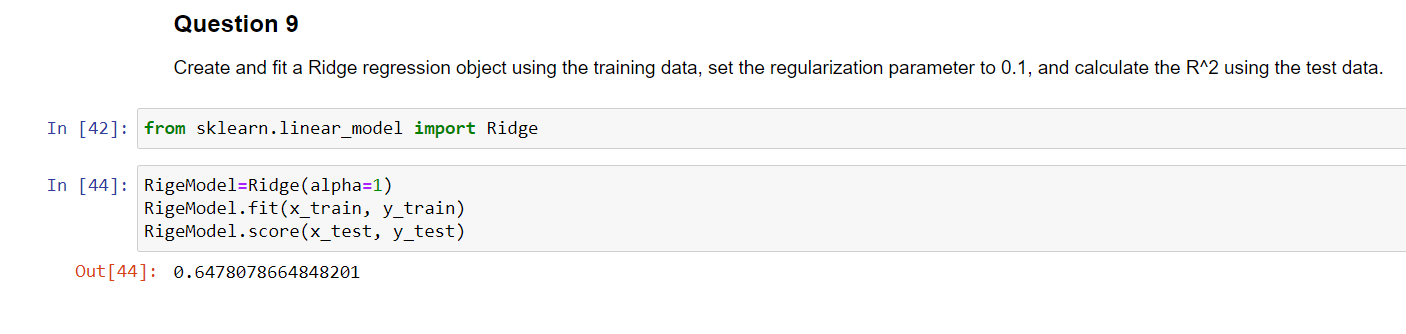 Question 9
Create and fit a Ridge regression object using the training data, set the regularization parameter to 0.1, and calculate the R^2 using the test data.
In [42]: from sklearn.linear_model import Ridge
In [44]: RigeModel=Ridge(alpha=1)
RigeModel.fit(x_train, y_train)
RigeModel.score(x_test, y_test)
Out[44]: 0.6478078664848201